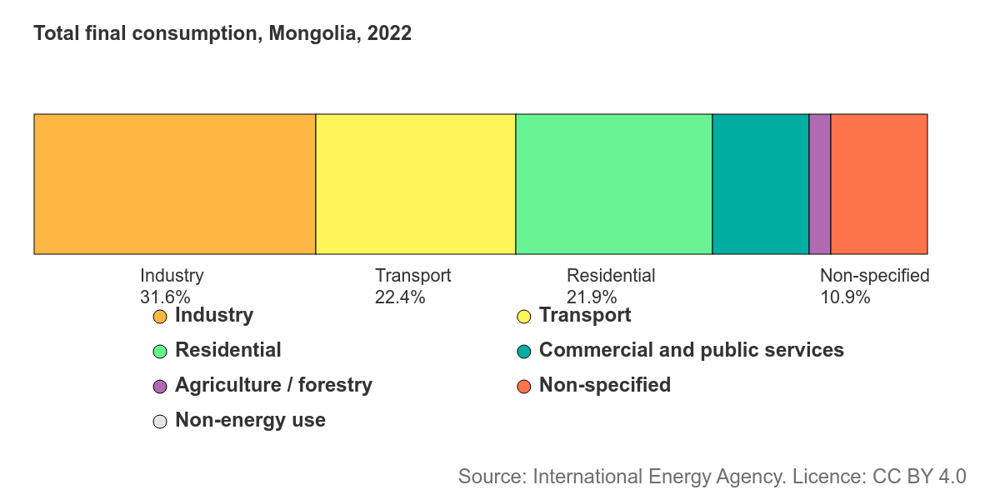 Total final consumption, Mongolia, 2022
Industry
31.6%
Transport
22.4%
Residential
21.9%
Non-specified
10.9%
Industry
Transport
Residential
Commercial and public services
Agriculture / forestry
Non-specified
Non-energy use
Source: International Energy Agency. Licence: CC BY 4.0